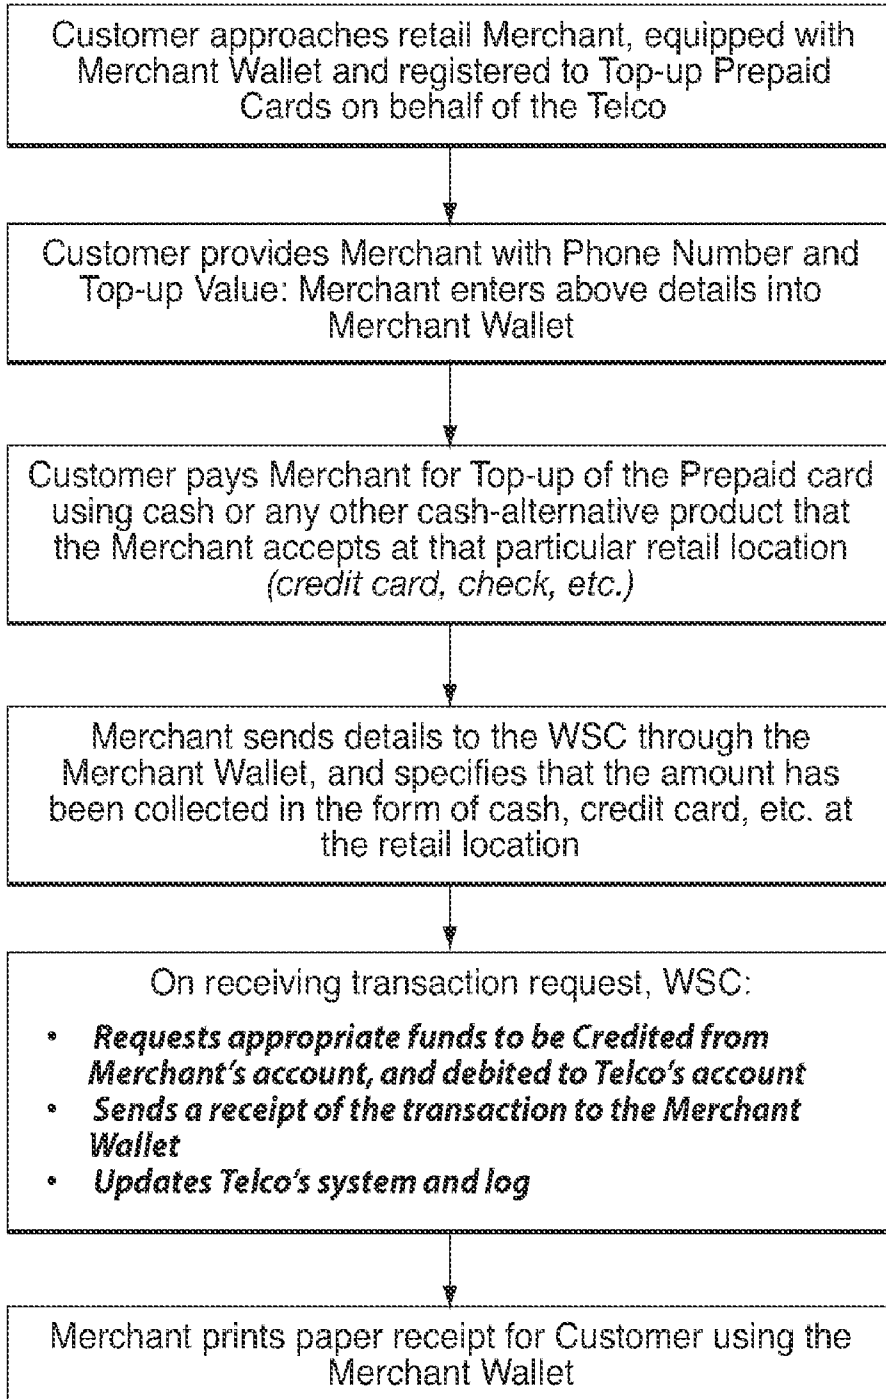 Customer approaches retail Merchant, equipped with
Merchant Wallet and registered to Top-up Prepaid
Cards on behalf of the Telco
Customer provides Merchant with Phone Number and
Top-up Value: Merchant enters above details into
Merchant Wallet
Customer pays Merchant for Top-up of the Prepaid card
using cash or any other cash-alternative product that
the Merchant accepts at that particular retail location
(credit card, check, etc.)
Merchant sends details to the WSC through the
Merchant Wallet, and specifies that the amount has
been collected in the form of cash, credit card, etc. at
the retail location
On receiving transaction request, WSC:
• Requests appropriate funds to be Credited from
Merchant's account, and debited to Telco's account
• Sends a receipt of the transaction to the Merchant
Wallet
• Updates Telco's system and log
Merchant prints paper receipt for Customer using the
Merchant Wallet